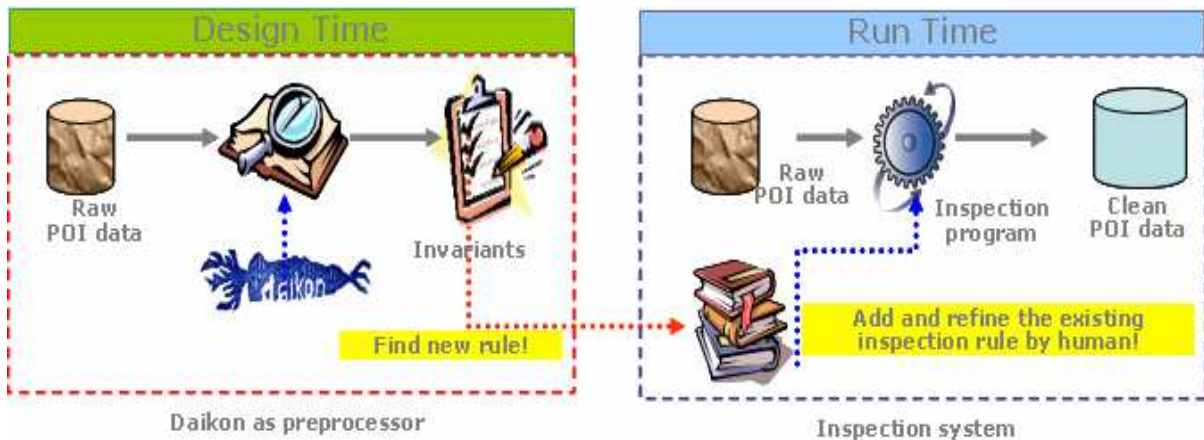 Design Time
Run Time
Raw
POI data
daikon
Invariants
Find new rule!
Daikon as preprocessor
Raw
POI data
Inspection
program
Clean
POI data
Add and refine the existing
inspection rule by human!
Inspection system